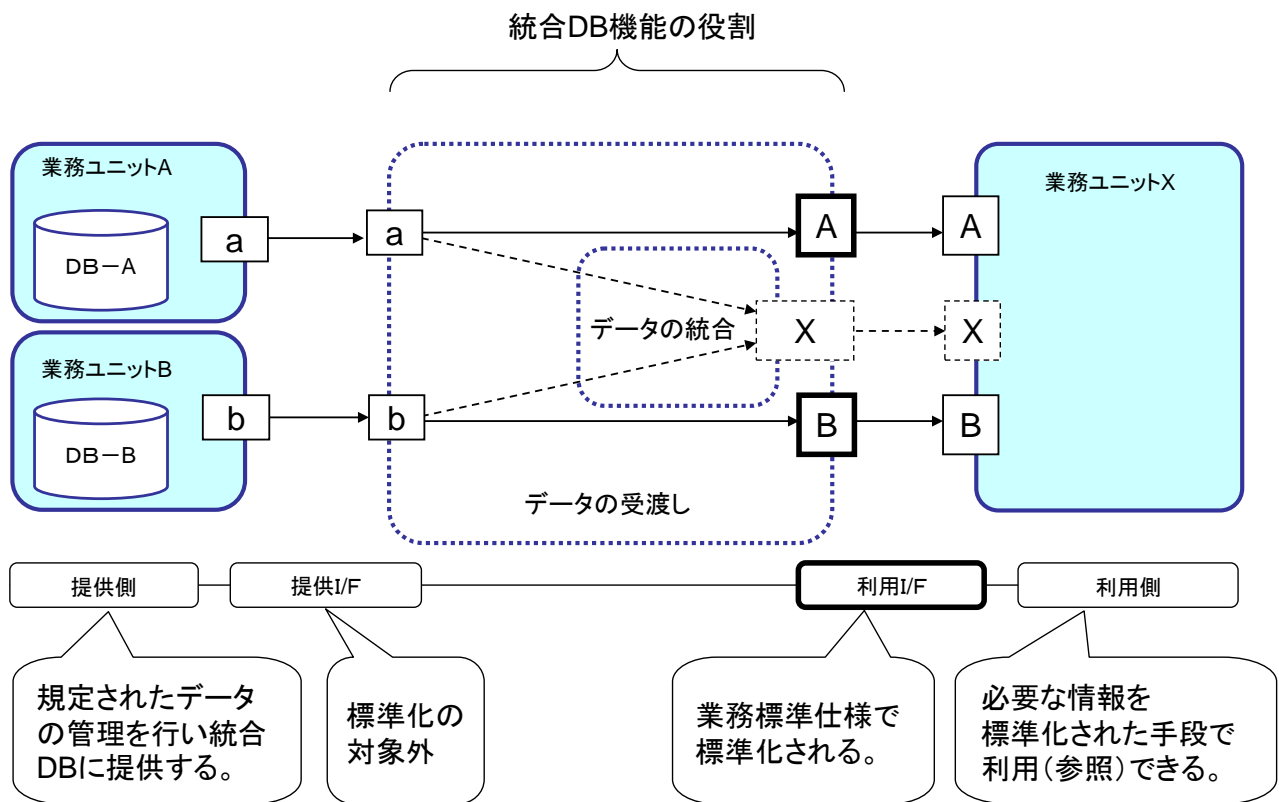 統合DB機能の役割
業務ユニットA
DB－A
a
a
A
A
業務ユニットX
データの統合
X
X
業務ユニットB
DB－B
b
b
B
B
データの受渡し
提供側
提供I/F
利用I/F
利用側
規定されたデータ
の管理を行い統合
DBに提供する。
標準化の
対象外
業務標準仕様で
標準化される。
必要な情報を
標準化された手段で
利用（参照）できる。